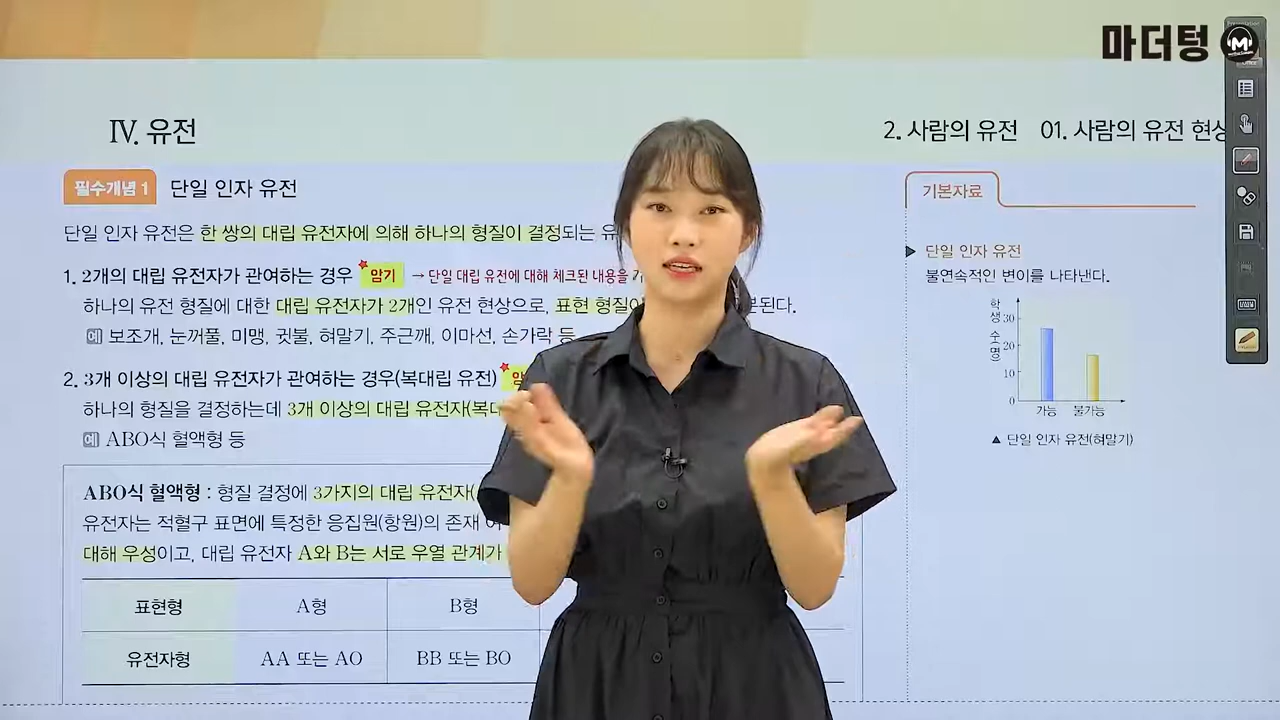 마더텅
M
Ⅳ. 유전
2. 사람의 유전 01. 사람의 유전 현상
필수개념 1 단일 인자 유전
단일 인자 유전은 한 쌍의 대립 유전자에 의해 하나의 형질이 결정되는 유
1. 2개의 대립 유전자가 관여하는 경우 암기 →단일 대립 유전에 대해 체크된 내용을
하나의 유전 형질에 대한 대립 유전자가 2개인 유전 현상으로, 표현 형질이 분된다.
예 보조개, 눈꺼풀, 미맹, 귓불, 혀말기, 주근깨, 이마선, 손가락 등
2. 3개 이상의 대립 유전자가 관여하는 경우(복대립 유전)
하나의 형질을 결정하는데 3개 이상의 대립 유전자(복대
예 ABO식 혈액형 등
ABO식 혈액형 : 형질 결정에 3가지의 대립 유전자(
유전자는 적혈구 표면에 특정한 응집원(항원)의 존재 여
대해 우성이고, 대립 유전자 A와 B는 서로 우열 관계가
표현형 A형 B형
유전자형 AA 또는 AO BB 또는 BO
기본자료
▶ 단일 인자 유전
불연속적인 변이를 나타낸다.
학생 수(명)
30
20
10
0
가능 불가능
▲ 단일 인자 유전(혀말기)